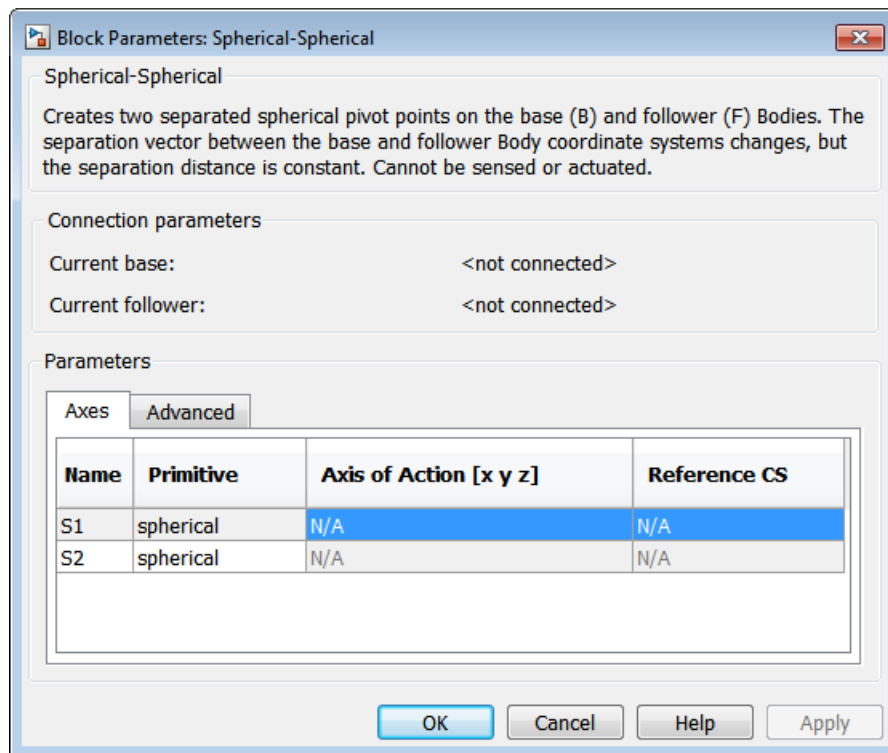 Block Parameters: Spherical-Spherical
Spherical-Spherical
Creates two separated spherical pivot points on the base (B) and follower (F) Bodies. The
separation vector between the base and follower Body coordinate systems changes, but
the separation distance is constant. Cannot be sensed or actuated.
Connection parameters
Current base: <not connected>
Current follower: <not connected>
Parameters
Axes Advanced
Name Primitive Axis of Action [x y z] Reference CS
S1 spherical N/A N/A
S2 spherical N/A N/A
OK Cancel Help Apply